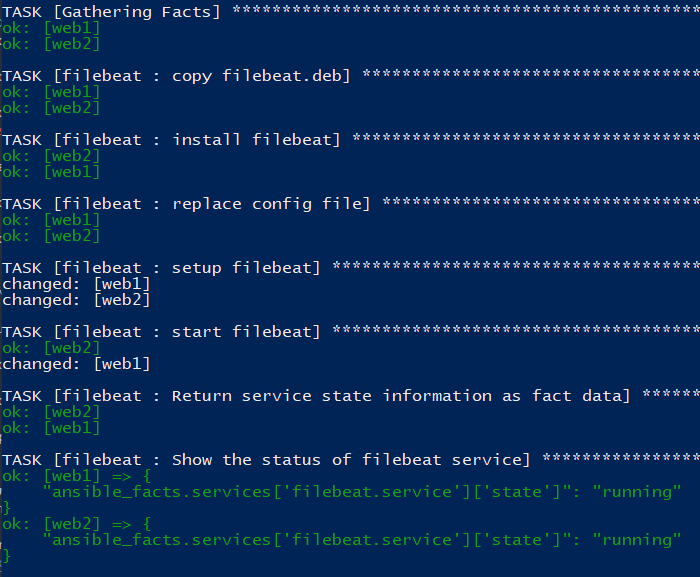 TASK [Gathering Facts] ***********************************************
ok: [web1]
ok: [web2]
TASK [filebeat : copy filebeat.deb] **********************************
ok: [web1]
ok: [web2]
TASK [filebeat : install filebeat] ***********************************
ok: [web2]
ok: [web1]
TASK [filebeat : replace config file] ********************************
ok: [web1]
ok: [web2]
TASK [filebeat : setup filebeat] *************************************
changed: [web1]
changed: [web2]
TASK [filebeat : start filebeat] *************************************
ok: [web2]
changed: [web1]
TASK [filebeat : Return service state information as fact data] ******
ok: [web2]
ok: [web1]
TASK [filebeat : Show the status of filebeat service] ****************
ok: [web1] => {
    "ansible_facts.services['filebeat.service']['state']": "running"
}
ok: [web2] => {
    "ansible_facts.services['filebeat.service']['state']": "running"
}